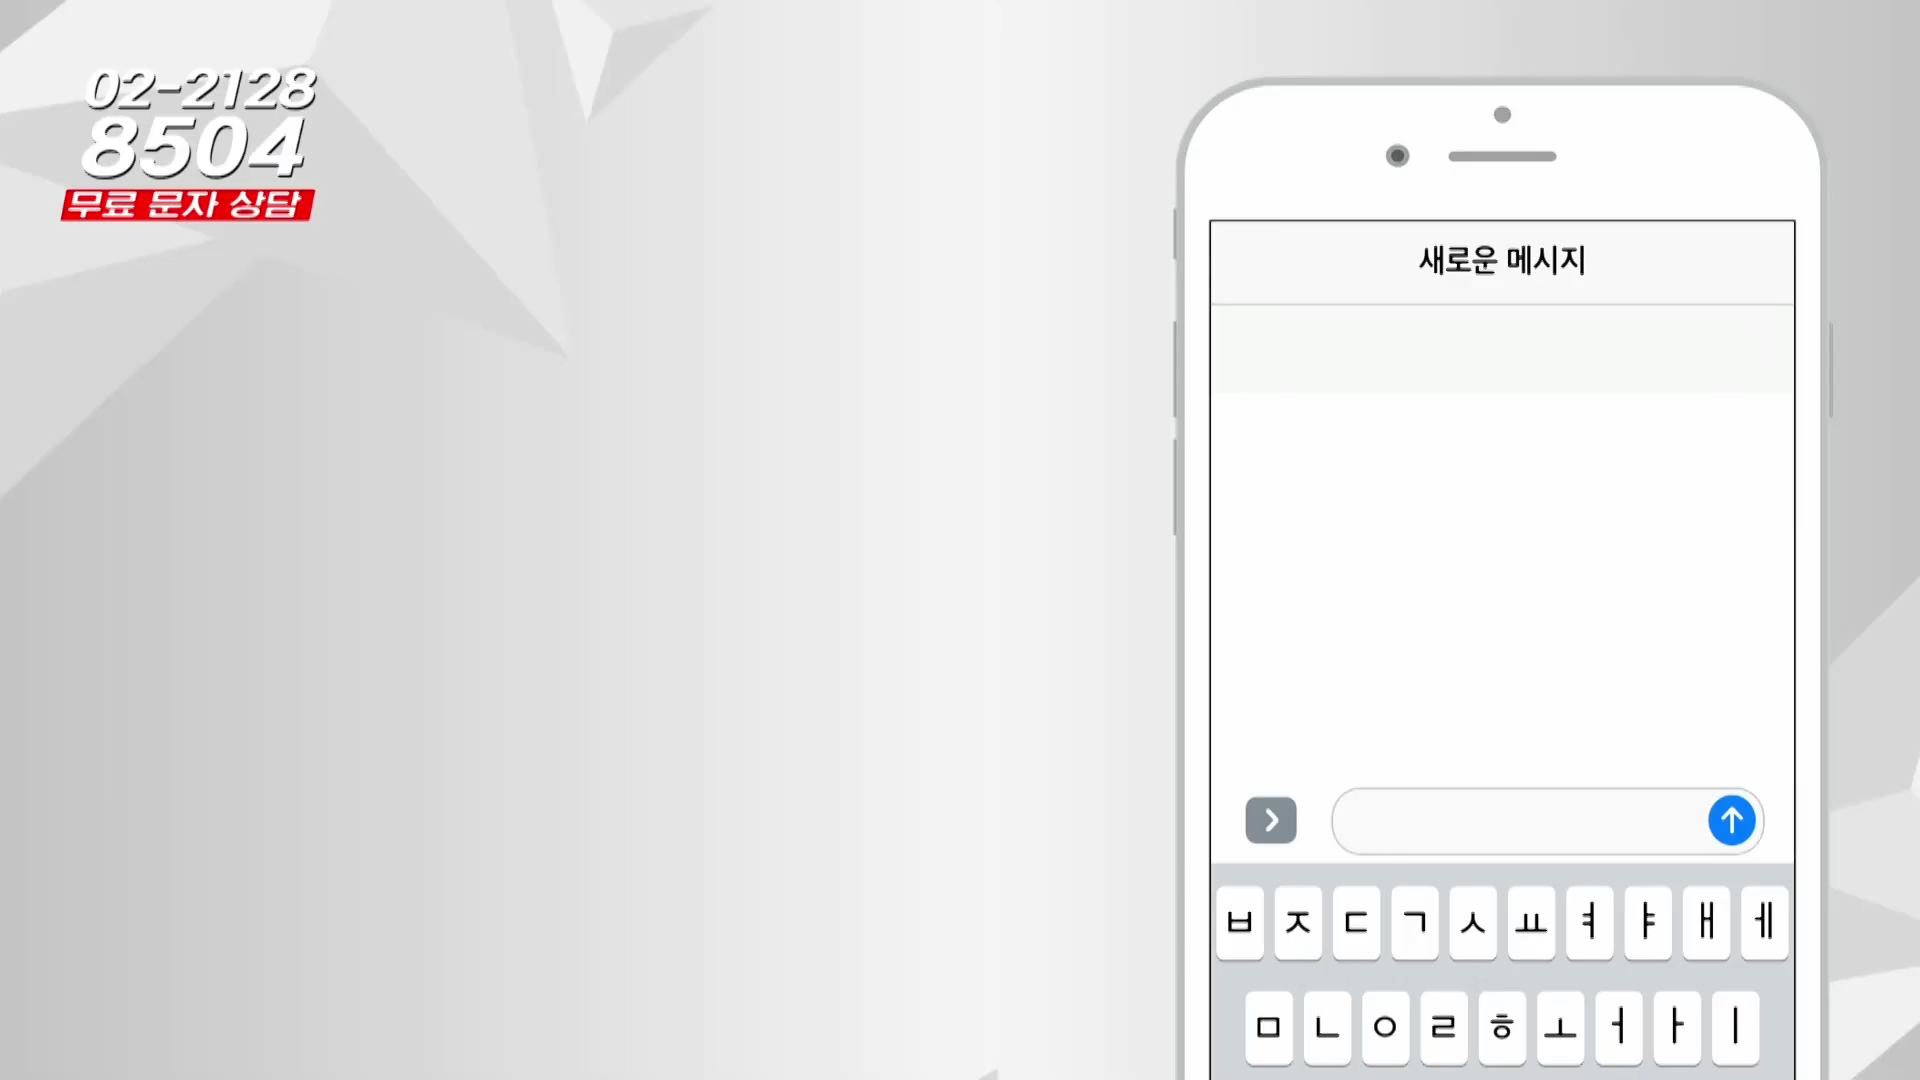 02-2128
8504
무료 문자 상담
새로운 메시지
ㅂ ㅈ ㄷ ㄱ ㅅ ㅛ ㅕ ㅑ ㅐ ㅔ
ㅁ ㄴ ㅇ ㄹ ㅎ ㅗ ㅓ ㅏ ㅣ